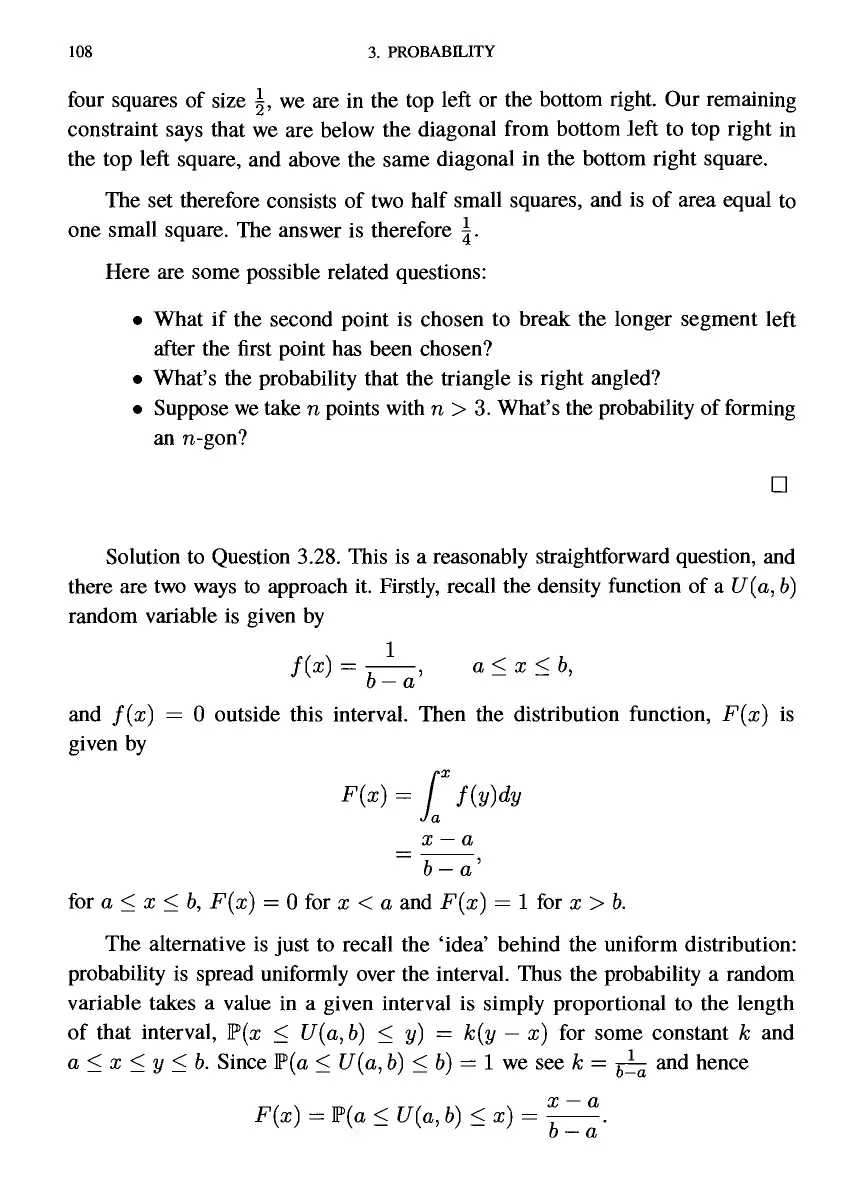 108 3. PROBABILITY
four squares of size 1/2, we are in the top left or the bottom right. Our remaining
constraint says that we are below the diagonal from bottom left to top right in
the top left square, and above the same diagonal in the bottom right square.
The set therefore consists of two half small squares, and is of area equal to
one small square. The answer is therefore 1/4.
Here are some possible related questions:
• What if the second point is chosen to break the longer segment left
after the first point has been chosen?
• What's the probability that the triangle is right angled?
• Suppose we take n points with n > 3. What's the probability of forming
an n-gon?
□
Solution to Question 3.28. This is a reasonably straightforward question, and
there are two ways to approach it. Firstly, recall the density function of a U(a, b)
random variable is given by
f(x) = 1/(b − a), a ≤ x ≤ b,
and f(x) = 0 outside this interval. Then the distribution function, F(x) is
given by
F(x) = ∫_a^x f(y)dy
= (x − a)/(b − a),
for a ≤ x ≤ b, F(x) = 0 for x < a and F(x) = 1 for x > b.
The alternative is just to recall the 'idea' behind the uniform distribution:
probability is spread uniformly over the interval. Thus the probability a random
variable takes a value in a given interval is simply proportional to the length
of that interval, ℙ(x ≤ U(a, b) ≤ y) = k(y − x) for some constant k and
a ≤ x ≤ y ≤ b. Since ℙ(a ≤ U(a, b) ≤ b) = 1 we see k = 1/(b−a) and hence
F(x) = ℙ(a ≤ U(a, b) ≤ x) = (x − a)/(b − a).